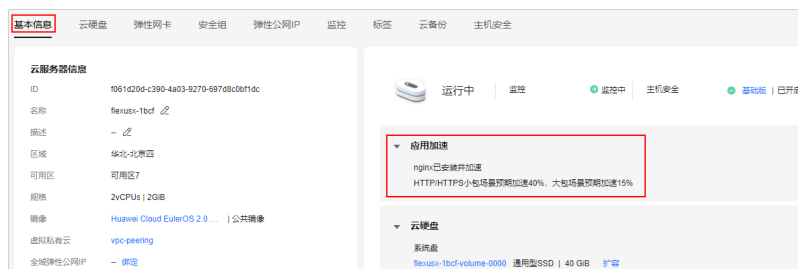 基本信息 云硬盘 弹性网卡 安全组 弹性公网IP 监控 标签 云备份 主机安全
云服务器信息
ID f061d20d-c390-4a03-9270-697d8c0bf1dc
名称 flexusx-1bcf
描述 --
区域 华北-北京四
可用区 可用区7
规格 2vCPUs | 2GiB
镜像 Huawei Cloud EulerOS 2.0 ... | 公共镜像
虚拟私有云 vpc-peering
全域弹性公网IP -- 绑定
运行中 监控 监控中 主机安全 基础版 | 已开启
应用加速
nginx已安装并加速
HTTP/HTTPS小包场景预期加速40%，大包场景预期加速15%
云硬盘
系统盘
flexusx-1bcf-volume-0000 通用型SSD | 40 GiB 扩容